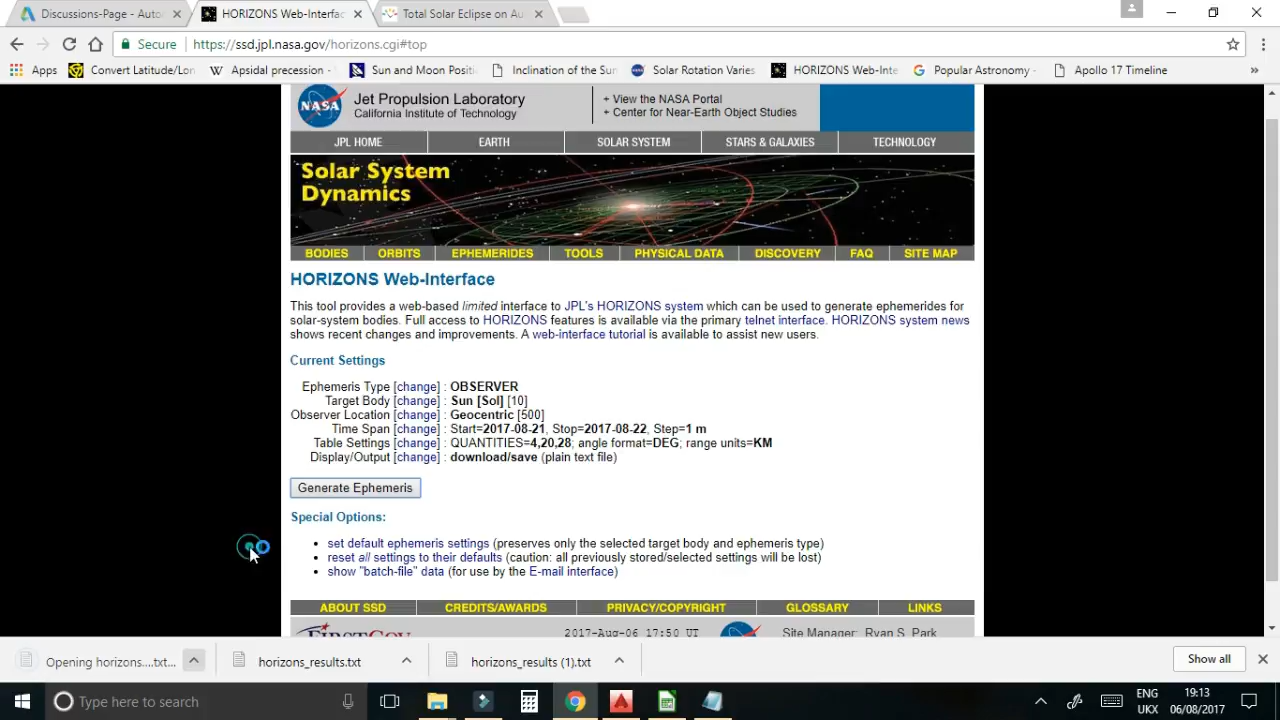 Discussions-Page - Auto
HORIZONS Web-Interfac
Total Solar Eclipse on Au
Secure
https://ssd.jpl.nasa.gov/horizons.cgi#top
Apps
Convert Latitude/Lon
Apsidal precession -
Sun and Moon Positi
Inclination of the Sun
Solar Rotation Varies
HORIZONS Web-Inte
Popular Astronomy -
Apollo 17 Timeline
NASA
Jet Propulsion Laboratory
California Institute of Technology
+ View the NASA Portal
+ Center for Near-Earth Object Studies
JPL HOME
EARTH
SOLAR SYSTEM
STARS & GALAXIES
TECHNOLOGY
Solar System
Dynamics
BODIES
ORBITS
EPHEMERIDES
TOOLS
PHYSICAL DATA
DISCOVERY
FAQ
SITE MAP
HORIZONS Web-Interface
This tool provides a web-based limited interface to JPL's HORIZONS system which can be used to generate ephemerides for
solar-system bodies. Full access to HORIZONS features is available via the primary telnet interface. HORIZONS system news
shows recent changes and improvements. A web-interface tutorial is available to assist new users.
Current Settings
Ephemeris Type [change] : OBSERVER
Target Body [change] : Sun [Sol] [10]
Observer Location [change] : Geocentric [500]
Time Span [change] : Start=2017-08-21, Stop=2017-08-22, Step=1 m
Table Settings [change] : QUANTITIES=4,20,28; angle format=DEG; range units=KM
Display/Output [change] : download/save (plain text file)
Generate Ephemeris
Special Options:
set default ephemeris settings (preserves only the selected target body and ephemeris type)
reset all settings to their defaults (caution: all previously stored/selected settings will be lost)
show "batch-file" data (for use by the E-mail interface)
ABOUT SSD
CREDITS/AWARDS
PRIVACY/COPYRIGHT
GLOSSARY
LINKS
FIRSTGOV
2017-Aug-06 17:50 UT
Site Manager: Ryan S. Park
Opening horizons....txt...
horizons_results.txt
horizons_results (1).txt
Show all
Type here to search
ENG
UKX
19:13
06/08/2017